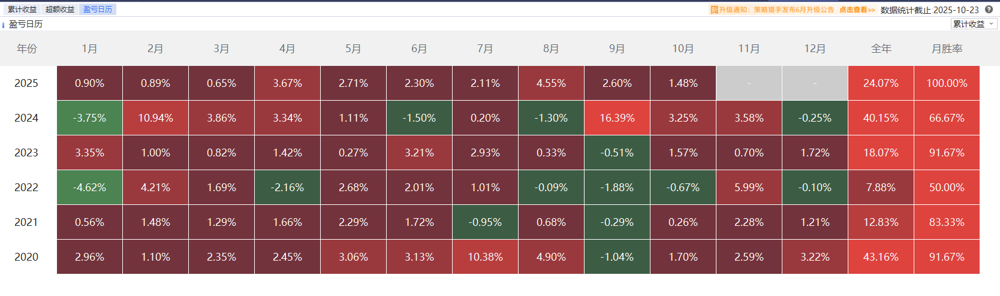 累计收益 超额收益 盈亏日历 升级通知：策略猎手发布6月升级公告 点击查看>> 数据统计截止:2025-10-23 ?
盈亏日历 累计收益
年份 1月 2月 3月 4月 5月 6月 7月 8月 9月 10月 11月 12月 全年 月胜率
2025 0.90% 0.89% 0.65% 3.67% 2.71% 2.30% 2.11% 4.55% 2.60% 1.48% - - 24.07% 100.00%
2024 -3.75% 10.94% 3.86% 3.34% 1.11% -1.50% 0.20% -1.30% 16.39% 3.25% 3.58% -0.25% 40.15% 66.67%
2023 3.35% 1.00% 0.82% 1.42% 0.27% 3.21% 2.93% 0.33% -0.51% 1.57% 0.70% 1.72% 18.07% 91.67%
2022 -4.62% 4.21% 1.69% -2.16% 2.68% 2.01% 1.01% -0.09% -1.88% -0.67% 5.99% -0.10% 7.88% 50.00%
2021 0.56% 1.48% 1.29% 1.66% 2.29% 1.72% -0.95% 0.68% -0.29% 0.26% 2.28% 1.21% 12.83% 83.33%
2020 2.96% 1.10% 2.35% 2.45% 3.06% 3.13% 10.38% 4.90% -1.04% 1.70% 2.59% 3.22% 43.16% 91.67%